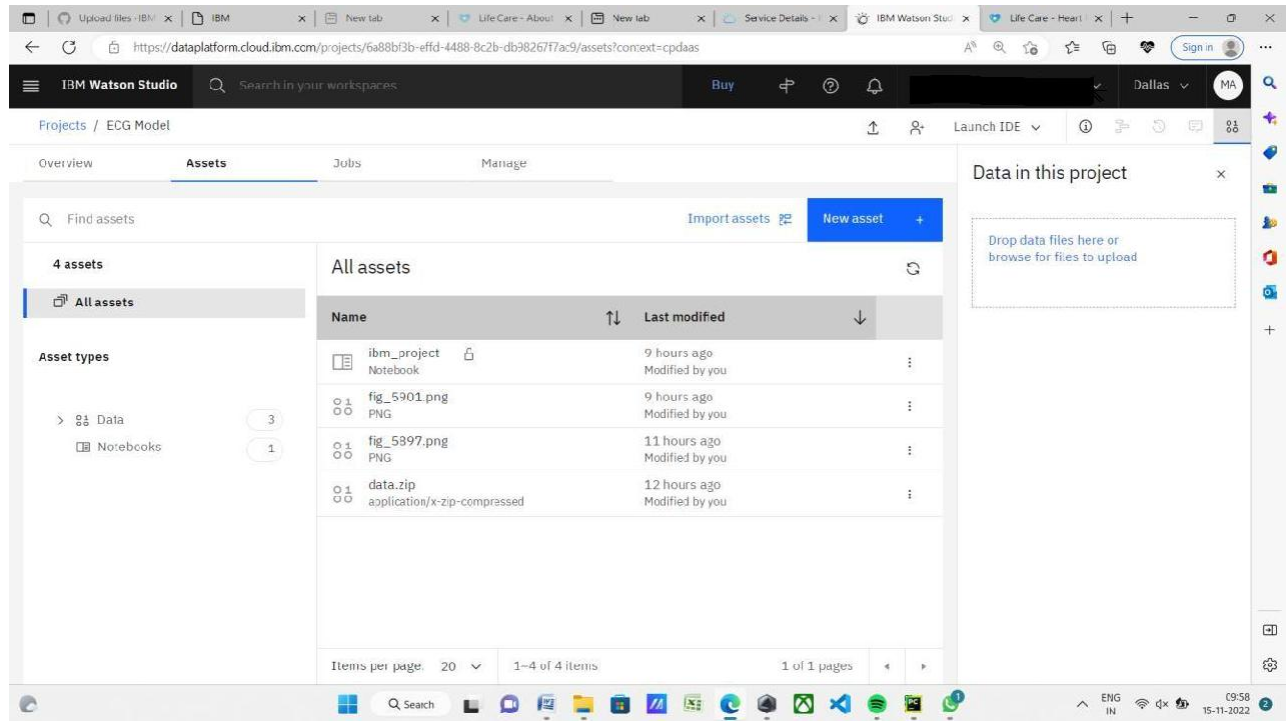 Upload files · IBM
IBM
New tab
Life Care - About
New tab
Service Details -
IBM Watson Stud
Life Care - Heart
https://dataplatform.cloud.ibm.com/projects/6a88bf3b-effd-4488-8c2b-db98267f7ac9/assets?context=cpdaas
Sign in
IBM Watson Studio
Search in your workspaces
Buy
Dallas
MA
Projects / ECG Model
Launch IDE
Overview
Assets
Jobs
Manage
Data in this project
Find assets
Import assets
New asset +
Drop data files here or
browse for files to upload
4 assets
All assets
All assets
Name
Last modified
Asset types
ibm_project
Notebook
9 hours ago
Modified by you
fig_5901.png
PNG
9 hours ago
Modified by you
Data 3
Notebooks 1
fig_5897.png
PNG
11 hours ago
Modified by you
data.zip
application/x-zip-compressed
12 hours ago
Modified by you
Items per page: 20
1–4 of 4 items
1 of 1 pages
Search
1
ENG
IN
09:58
15-11-2022
2